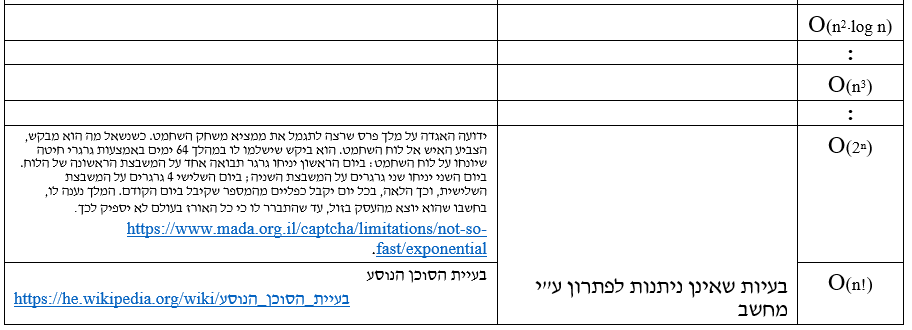 O(n²·log n)
:
O(n³)
:
O(2ⁿ)
ידועה האגדה על מלך פרס שרצה לתגמל את ממציא משחק השחמט. כשנשאל מה הוא מבקש,
הצביע האיש אל לוח השחמט. הוא ביקש שישלמו לו במהלך 64 ימים באמצעות גרגרי חיטה
שיונחו על לוח השחמט: ביום הראשון יניחו גרגר תבואה אחד על המשבצת הראשונה של הלוח.
ביום השני יניחו שני גרגרים על המשבצת השניה; ביום השלישי 4 גרגרים על המשבצת
השלישית, וכך הלאה, בכל יום יקבל כפליים מהמספר שקיבל ביום הקודם. המלך נענה לו,
בחשבו שהוא יוצא מהעסק בזול, עד שהתברר לו כי כל האורז בעולם לא יספיק לכך.
https://www.mada.org.il/captcha/limitations/not-so-
fast/exponential.
O(n!)
בעיות שאינן ניתנות לפתרון ע״י
מחשב
בעיית הסוכן הנוסע
https://he.wikipedia.org/wiki/בעיית_הסוכן_הנוסע